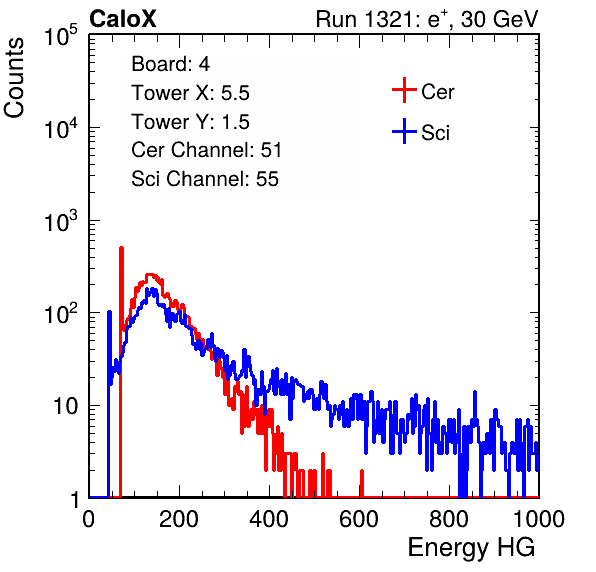 CaloX Run 1321: e⁺, 30 GeV
Counts
Board: 4
Tower X: 5.5
Tower Y: 1.5
Cer Channel: 51
Sci Channel: 55
Cer
Sci
10⁵
10⁴
10³
10²
10
1
0 200 400 600 800 1000
Energy HG